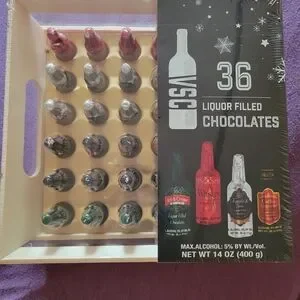 VSC
36
LIQUOR FILLED
CHOCOLATES
MAX.ALCOHOL: 5% BY Wt./Vol.
NET WT 14 OZ (400 g)